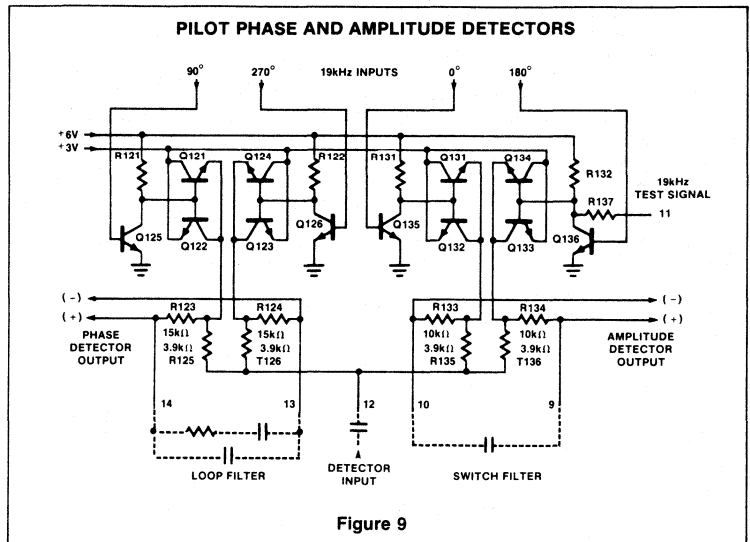 PILOT PHASE AND AMPLITUDE DETECTORS
90° 270° 19kHz INPUTS 0° 180°
+6V
+3V
R121 Q121 Q124 R122 R131 Q131 Q134 R132
19kHz
TEST SIGNAL
R137
11
Q125 Q122 Q123 Q126 Q135 Q132 Q133 Q136
(-) (-)
(+) (+)
R123 R124 R133 R134
PHASE
DETECTOR
OUTPUT
15kΩ 15kΩ 10kΩ 10kΩ
3.9kΩ 3.9kΩ 3.9kΩ 3.9kΩ
R125 T126 R135 T136
AMPLITUDE
DETECTOR
OUTPUT
14 13 12 10 9
LOOP FILTER
DETECTOR
INPUT
SWITCH FILTER
Figure 9